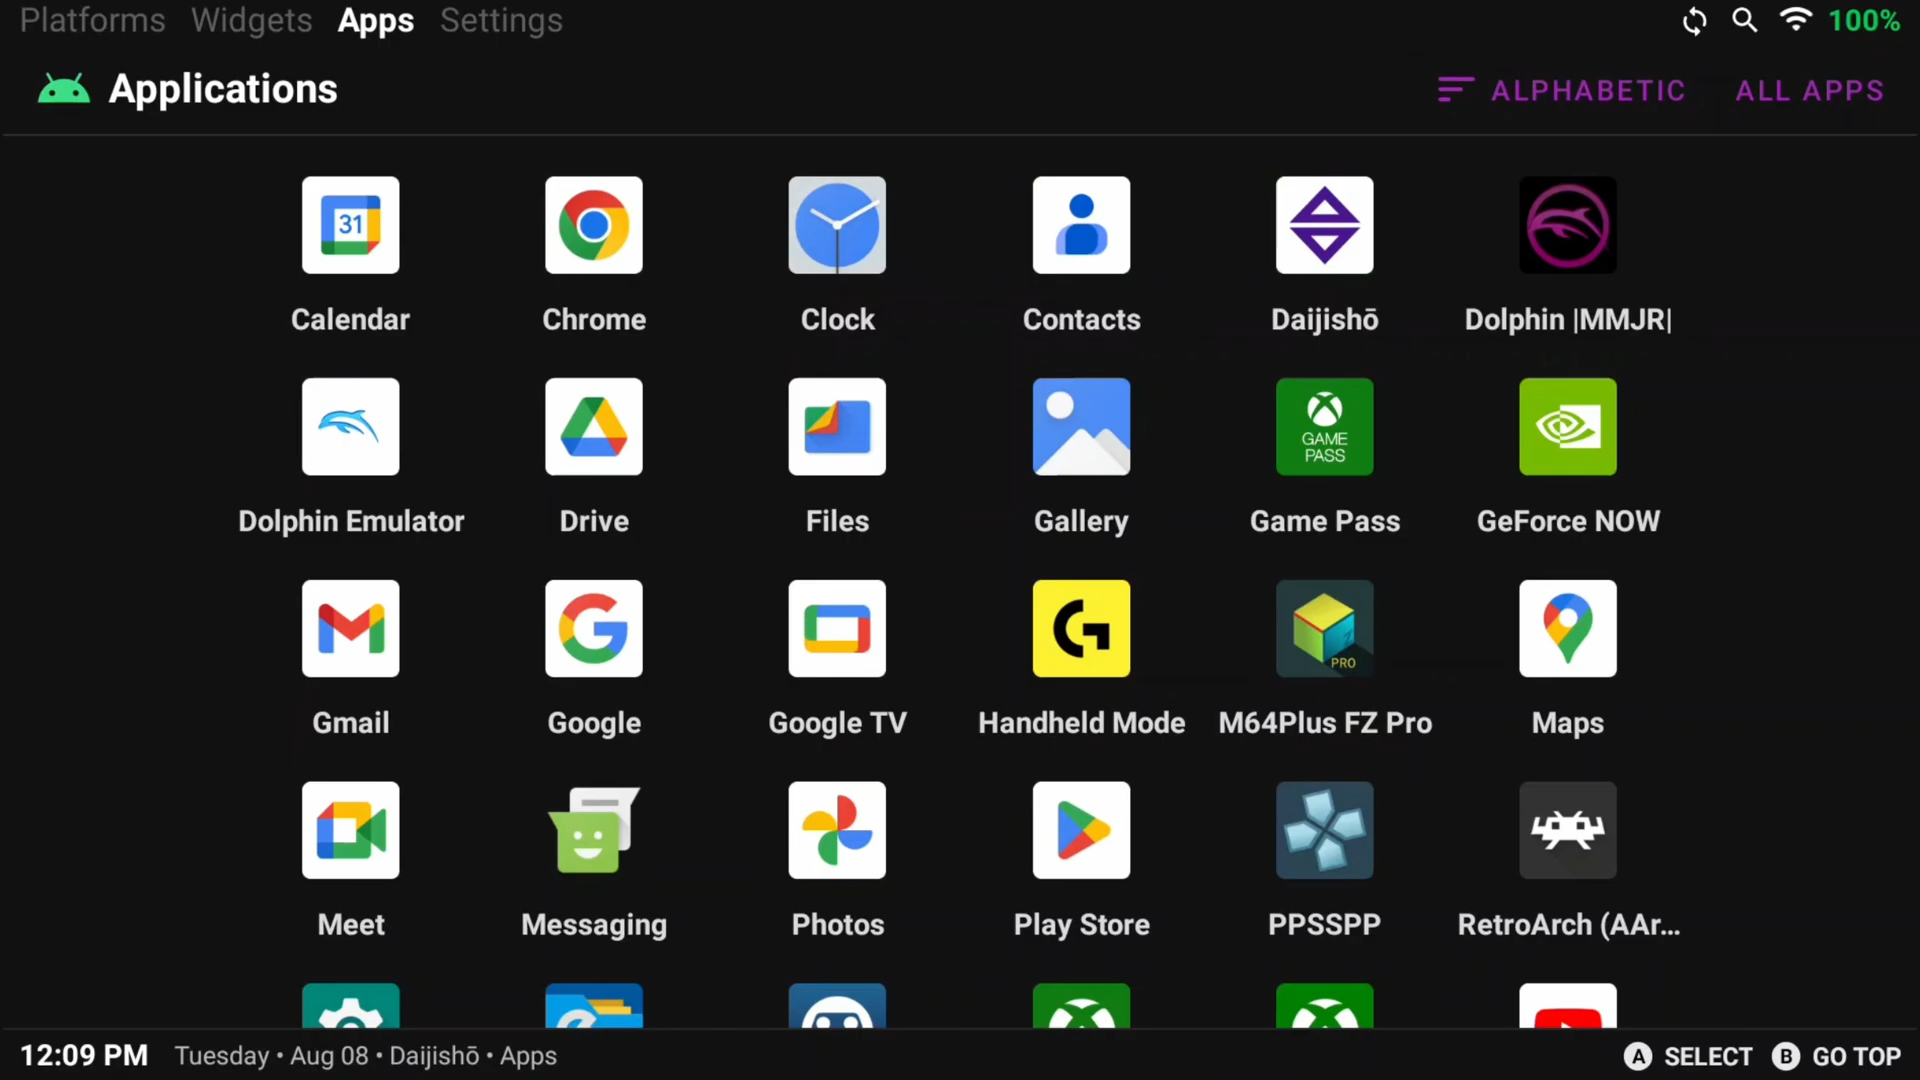 Platforms Widgets Apps Settings 100%
Applications ALPHABETIC ALL APPS
31
Calendar Chrome Clock Contacts Daijishō Dolphin |MMJR|
GAME
PASS
Dolphin Emulator Drive Files Gallery Game Pass GeForce NOW
Z
PRO
Gmail Google Google TV Handheld Mode M64Plus FZ Pro Maps
Meet Messaging Photos Play Store PPSSPP RetroArch (AAr...
12:09 PM Tuesday • Aug 08 • Daijishō • Apps A SELECT B GO TOP